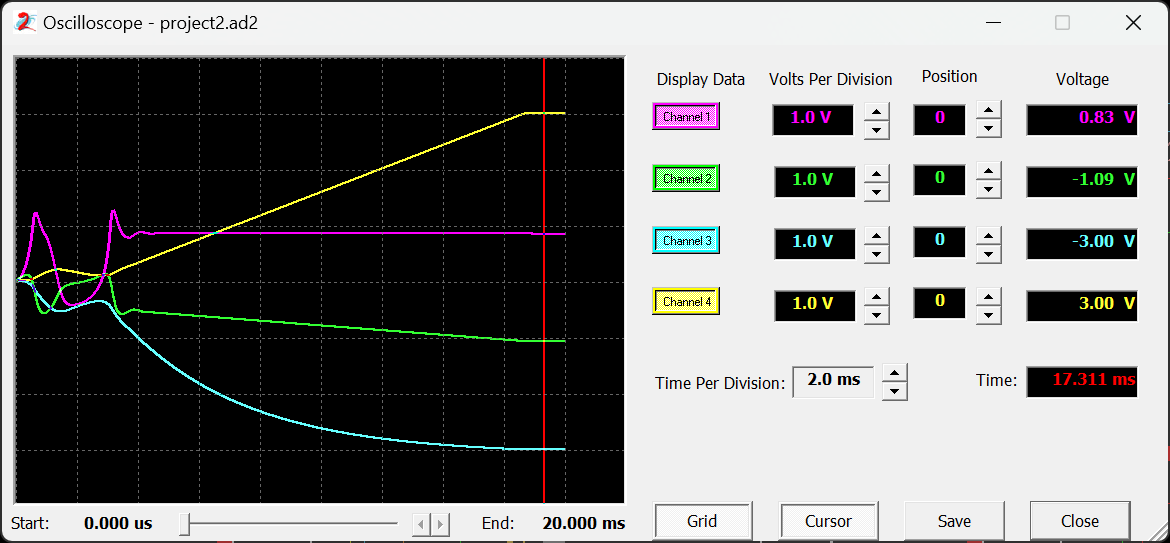 Oscilloscope - project2.ad2
Display Data Volts Per Division Position Voltage
Channel 1 1.0 V 0 0.83 V
Channel 2 1.0 V 0 -1.09 V
Channel 3 1.0 V 0 -3.00 V
Channel 4 1.0 V 0 3.00 V
Time Per Division: 2.0 ms Time: 17.311 ms
Start: 0.000 us End: 20.000 ms
Grid Cursor Save Close